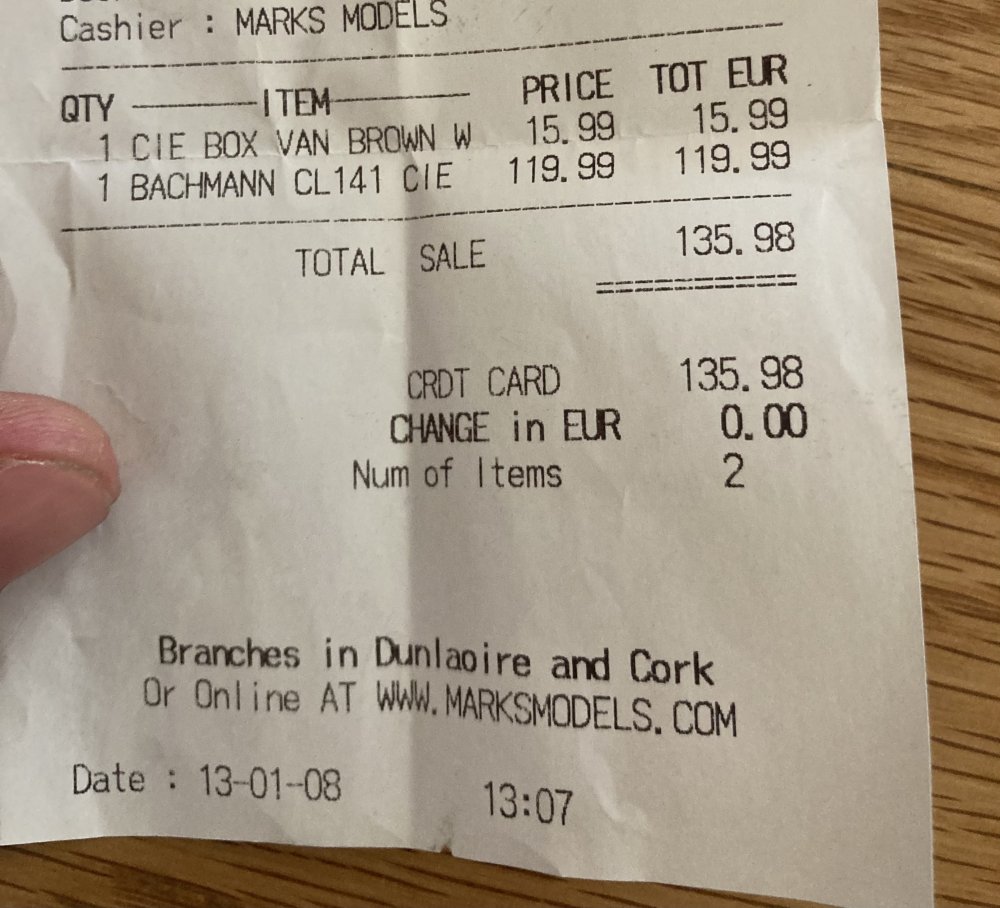 Cashier : MARKS MODELS
QTY ITEM PRICE TOT EUR
1 CIE BOX VAN BROWN W 15.99 15.99
1 BACHMANN CL141 CIE 119.99 119.99
TOTAL SALE 135.98
CRDT CARD 135.98
CHANGE in EUR 0.00
Num of Items 2
Branches in Dunlaoire and Cork
Or Online AT WWW.MARKSMODELS.COM
Date : 13-01-08 13:07